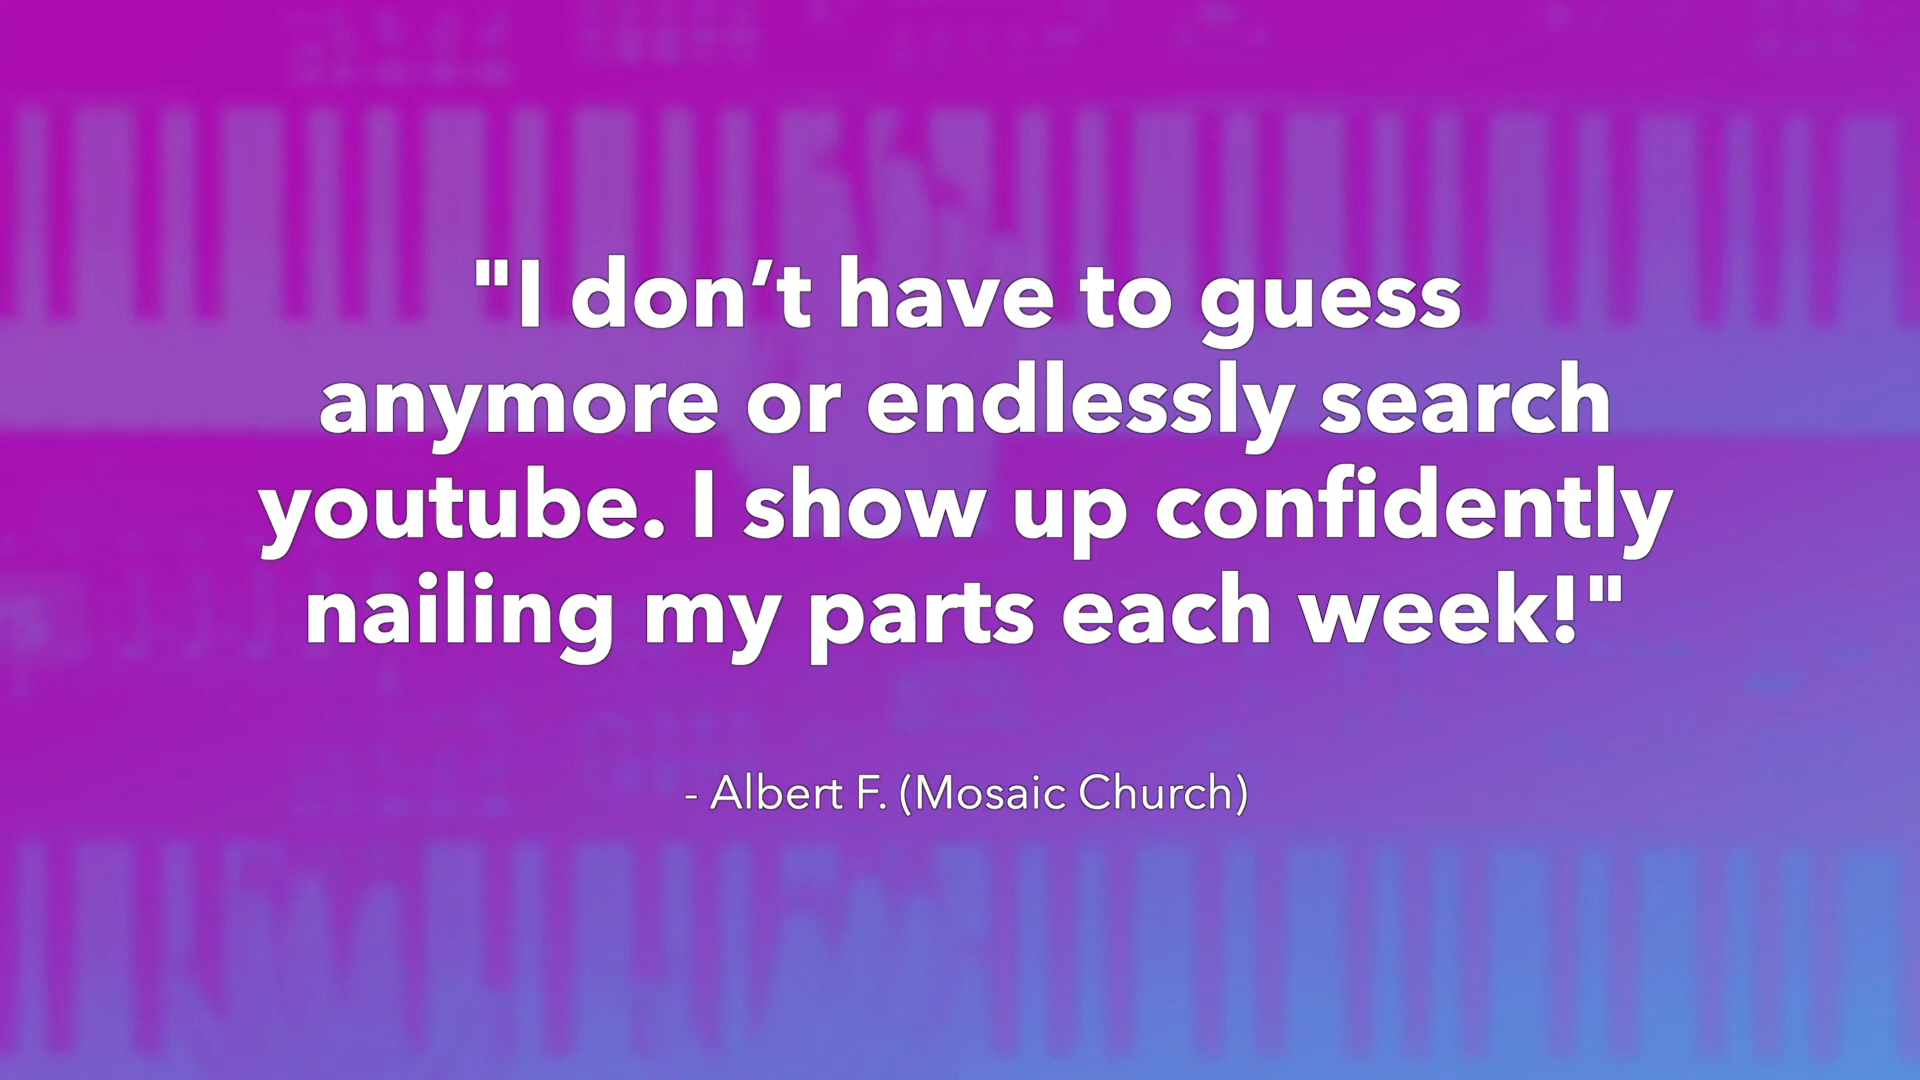 "I don’t have to guess
anymore or endlessly search
youtube. I show up confidently
nailing my parts each week!"
- Albert F. (Mosaic Church)